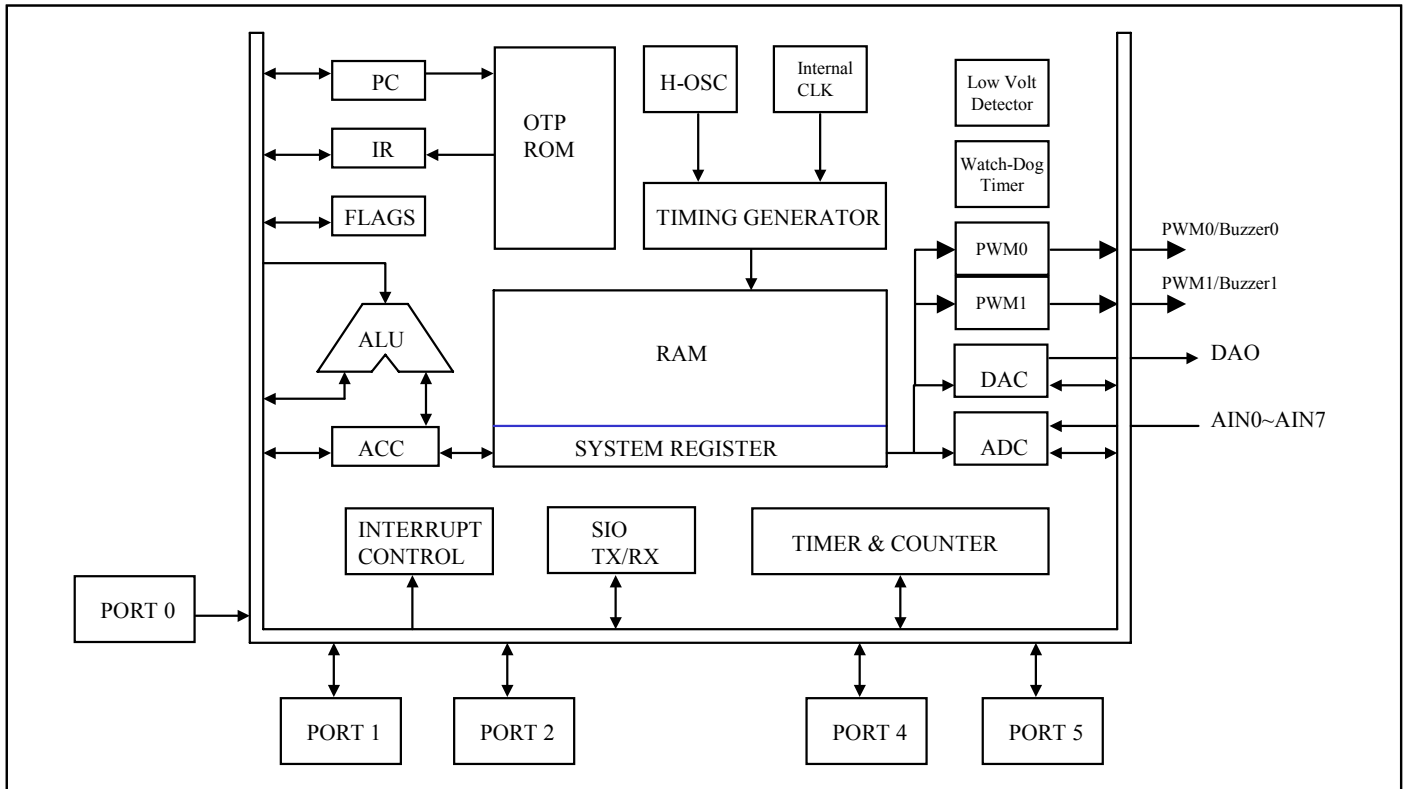 PC
IR
FLAGS
OTP
ROM
H-OSC
Internal
CLK
Low Volt
Detector
Watch-Dog
Timer
TIMING GENERATOR
PWM0
PWM0/Buzzer0
PWM1
PWM1/Buzzer1
ALU
RAM
DAC
DAO
ACC
SYSTEM REGISTER
ADC
AIN0~AIN7
INTERRUPT
CONTROL
SIO
TX/RX
TIMER & COUNTER
PORT 0
PORT 1
PORT 2
PORT 4
PORT 5